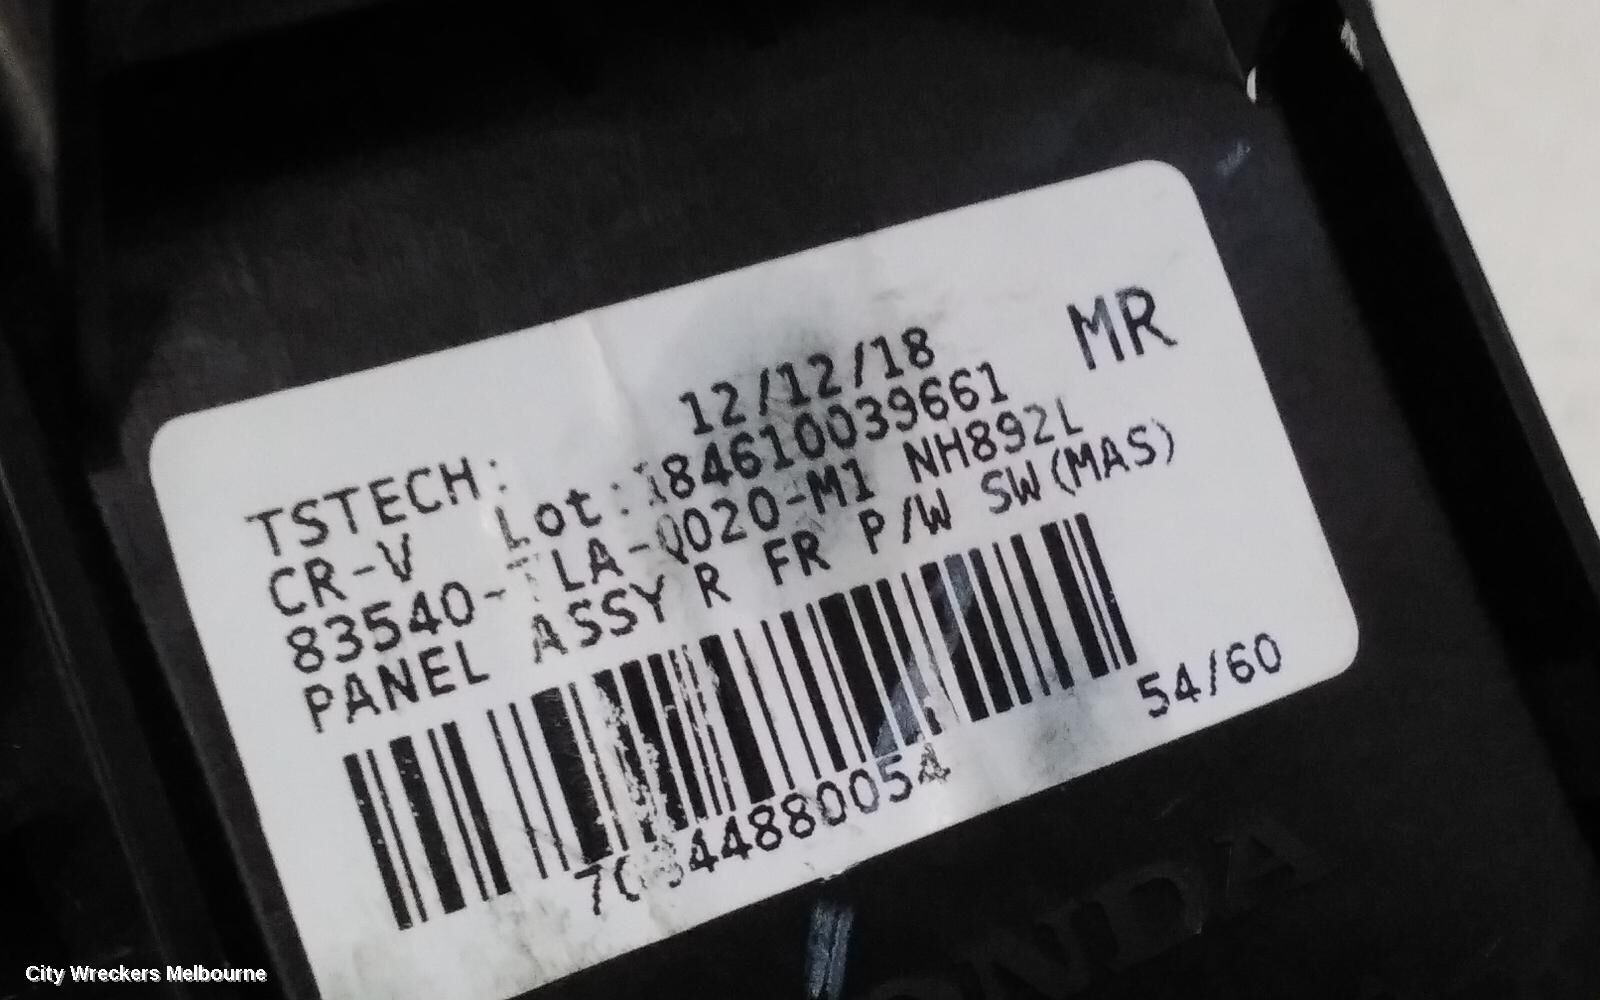 12/12/18
MR
TSTECH:
CR-V Lot:184610039661
83540-TLA-Q020-M1 NH892L
PANEL ASSY R FR P/W SW(MAS)
54/60
City Wreckers Melbourne